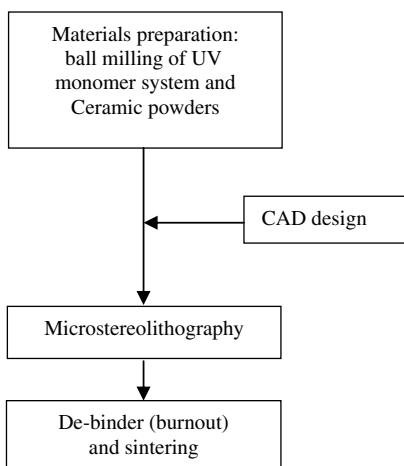 Materials preparation:
ball milling of UV
monomer system and
Ceramic powders
CAD design
Microstereolithography
De-binder (burnout)
and sintering